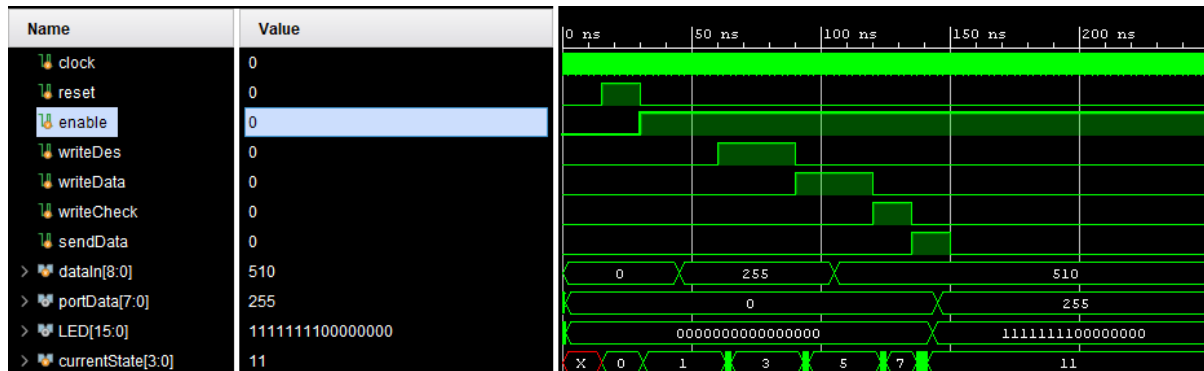 Name Value
0 ns 50 ns 100 ns 150 ns 200 ns
clock 0
reset 0
enable 0
writeDes 0
writeData 0
writeCheck 0
sendData 0
> dataIn[8:0] 510 0 255 510
> portData[7:0] 255 0 255
> LED[15:0] 1111111100000000 0000000000000000 1111111100000000
> currentState[3:0] 11 X 0 1 3 5 7 11